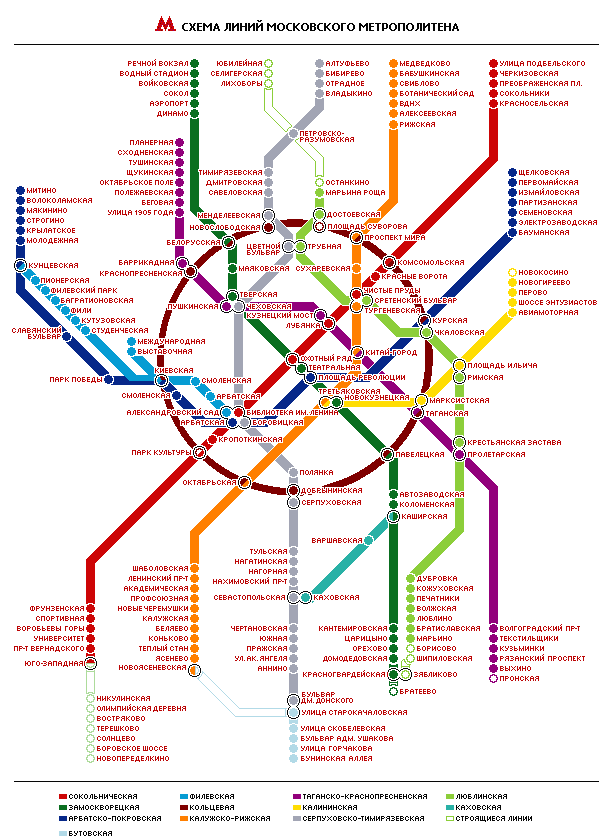 СХЕМА ЛИНИЙ МОСКОВСКОГО МЕТРОПОЛИТЕНА
РЕЧНОЙ ВОКЗАЛ
ВОДНЫЙ СТАДИОН
ВОЙКОВСКАЯ
СОКОЛ
АЭРОПОРТ
ДИНАМО
ЮБИЛЕЙНАЯ
СЕЛИГЕРСКАЯ
ЛИХОБОРЫ
АЛТУФЬЕВО
БИБИРЕВО
ОТРАДНОЕ
ВЛАДЫКИНО
ПЕТРОВСКО-
РАЗУМОВСКАЯ
МЕДВЕДКОВО
БАБУШКИНСКАЯ
СВИБЛОВО
БОТАНИЧЕСКИЙ САД
ВДНХ
АЛЕКСЕЕВСКАЯ
РИЖСКАЯ
УЛИЦА ПОДБЕЛЬСКОГО
ЧЕРКИЗОВСКАЯ
ПРЕОБРАЖЕНСКАЯ ПЛ.
СОКОЛЬНИКИ
КРАСНОСЕЛЬСКАЯ
ПЛАНЕРНАЯ
СХОДНЕНСКАЯ
ТУШИНСКАЯ
ЩУКИНСКАЯ
ОКТЯБРЬСКОЕ ПОЛЕ
ПОЛЕЖАЕВСКАЯ
БЕГОВАЯ
УЛИЦА 1905 ГОДА
ТИМИРЯЗЕВСКАЯ
ДМИТРОВСКАЯ
САВЕЛОВСКАЯ
МЕНДЕЛЕЕВСКАЯ
НОВОСЛОБОДСКАЯ
ОСТАНКИНО
МАРЬИНА РОЩА
ДОСТОЕВСКАЯ
ПЛОЩАДЬ СУВОРОВА
ЩЕЛКОВСКАЯ
ПЕРВОМАЙСКАЯ
ИЗМАЙЛОВСКАЯ
ПАРТИЗАНСКАЯ
СЕМЕНОВСКАЯ
ЭЛЕКТРОЗАВОДСКАЯ
БАУМАНСКАЯ
МИТИНО
ВОЛОКОЛАМСКАЯ
МЯКИНИНО
СТРОГИНО
КРЫЛАТСКОЕ
МОЛОДЕЖНАЯ
КУНЦЕВСКАЯ
ПИОНЕРСКАЯ
ФИЛЕВСКИЙ ПАРК
БАГРАТИОНОВСКАЯ
ФИЛИ
КУТУЗОВСКАЯ
СТУДЕНЧЕСКАЯ
СЛАВЯНСКИЙ
БУЛЬВАР
ПАРК ПОБЕДЫ
МЕЖДУНАРОДНАЯ
ВЫСТАВОЧНАЯ
КИЕВСКАЯ
БЕЛОРУССКАЯ
БАРРИКАДНАЯ
КРАСНОПРЕСНЕНСКАЯ
МАЯКОВСКАЯ
ЦВЕТНОЙ
БУЛЬВАР
ТРУБНАЯ
ПРОСПЕКТ МИРА
СУХАРЕВСКАЯ
КОМСОМОЛЬСКАЯ
КРАСНЫЕ ВОРОТА
НОВОКОСИНО
НОВОГИРЕЕВО
ПЕРОВО
ШОССЕ ЭНТУЗИАСТОВ
АВИАМОТОРНАЯ
ТВЕРСКАЯ
ПУШКИНСКАЯ
ЧЕХОВСКАЯ
КУЗНЕЦКИЙ МОСТ
ЛУБЯНКА
ЧИСТЫЕ ПРУДЫ
СРЕТЕНСКИЙ БУЛЬВАР
ТУРГЕНЕВСКАЯ
КУРСКАЯ
ЧКАЛОВСКАЯ
ОХОТНЫЙ РЯД
ТЕАТРАЛЬНАЯ
ПЛОЩАДЬ РЕВОЛЮЦИИ
КИТАЙ-ГОРОД
ПЛОЩАДЬ ИЛЬИЧА
РИМСКАЯ
СМОЛЕНСКАЯ
СМОЛЕНСКАЯ
АРБАТСКАЯ
АЛЕКСАНДРОВСКИЙ САД
БИБЛИОТЕКА ИМ. ЛЕНИНА
АРБАТСКАЯ
БОРОВИЦКАЯ
ТРЕТЬЯКОВСКАЯ
НОВОКУЗНЕЦКАЯ
МАРКСИСТСКАЯ
ТАГАНСКАЯ
КРОПОТКИНСКАЯ
ПАРК КУЛЬТУРЫ
ОКТЯБРЬСКАЯ
ПОЛЯНКА
ДОБРЫНИНСКАЯ
СЕРПУХОВСКАЯ
ПАВЕЛЕЦКАЯ
КРЕСТЬЯНСКАЯ ЗАСТАВА
ПРОЛЕТАРСКАЯ
АВТОЗАВОДСКАЯ
КОЛОМЕНСКАЯ
КАШИРСКАЯ
ВАРШАВСКАЯ
ТУЛЬСКАЯ
НАГАТИНСКАЯ
НАГОРНАЯ
НАХИМОВСКИЙ ПР-Т
СЕВАСТОПОЛЬСКАЯ
КАХОВСКАЯ
ЧЕРТАНОВСКАЯ
ЮЖНАЯ
ПРАЖСКАЯ
УЛ. АК. ЯНГЕЛЯ
АННИНО
БУЛЬВАР
ДМ. ДОНСКОГО
УЛИЦА СТАРОКАЧАЛОВСКАЯ
УЛИЦА СКОБЕЛЕВСКАЯ
БУЛЬВАР АДМ. УШАКОВА
УЛИЦА ГОРЧАКОВА
БУНИНСКАЯ АЛЛЕЯ
ШАБОЛОВСКАЯ
ЛЕНИНСКИЙ ПР-Т
АКАДЕМИЧЕСКАЯ
ПРОФСОЮЗНАЯ
НОВЫЕ ЧЕРЕМУШКИ
КАЛУЖСКАЯ
БЕЛЯЕВО
КОНЬКОВО
ТЕПЛЫЙ СТАН
ЯСЕНЕВО
НОВОЯСЕНЕВСКАЯ
ФРУНЗЕНСКАЯ
СПОРТИВНАЯ
ВОРОБЬЕВЫ ГОРЫ
УНИВЕРСИТЕТ
ПР-Т ВЕРНАДСКОГО
ЮГО-ЗАПАДНАЯ
НИКУЛИНСКАЯ
ОЛИМПИЙСКАЯ ДЕРЕВНЯ
ВОСТРЯКОВО
ТЕРЕШКОВО
СОЛНЦЕВО
БОРОВСКОЕ ШОССЕ
НОВОПЕРЕДЕЛКИНО
КАНТЕМИРОВСКАЯ
ЦАРИЦЫНО
ОРЕХОВО
ДОМОДЕДОВСКАЯ
КРАСНОГВАРДЕЙСКАЯ
БРАТЕЕВО
ДУБРОВКА
КОЖУХОВСКАЯ
ПЕЧАТНИКИ
ВОЛЖСКАЯ
ЛЮБЛИНО
БРАТИСЛАВСКАЯ
МАРЬИНО
БОРИСОВО
ШИПИЛОВСКАЯ
ЗЯБЛИКОВО
ВОЛГОГРАДСКИЙ ПР-Т
ТЕКСТИЛЬЩИКИ
КУЗЬМИНКИ
РЯЗАНСКИЙ ПРОСПЕКТ
ВЫХИНО
ПРОНСКАЯ
СОКОЛЬНИЧЕСКАЯ
ЗАМОСКВОРЕЦКАЯ
АРБАТСКО-ПОКРОВСКАЯ
БУТОВСКАЯ
ФИЛЕВСКАЯ
КОЛЬЦЕВАЯ
КАЛУЖСКО-РИЖСКАЯ
ТАГАНСКО-КРАСНОПРЕСНЕНСКАЯ
КАЛИНИНСКАЯ
СЕРПУХОВСКО-ТИМИРЯЗЕВСКАЯ
ЛЮБЛИНСКАЯ
КАХОВСКАЯ
СТРОЯЩИЕСЯ ЛИНИИ